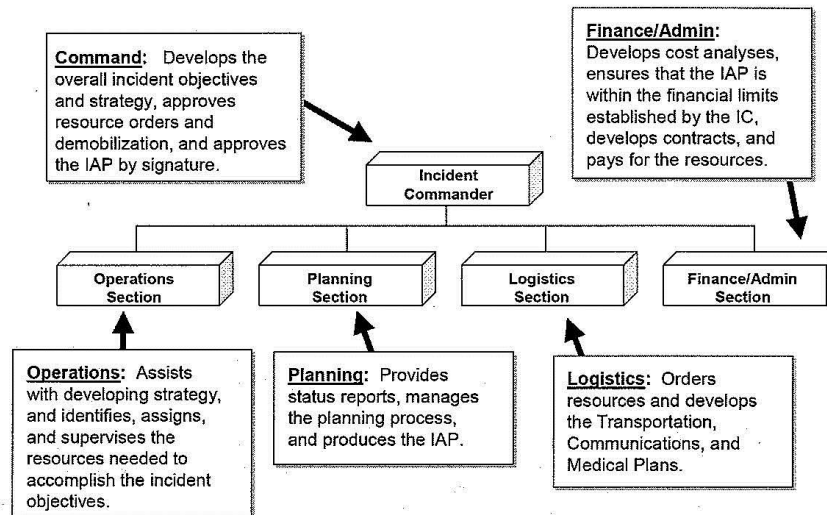 Command: Develops the
overall incident objectives
and strategy, approves
resource orders and
demobilization, and approves
the IAP by signature.
Finance/Admin:
Develops cost analyses,
ensures that the IAP is
within the financial limits
established by the IC,
develops contracts, and
pays for the resources.
Incident
Commander
Operations
Section
Planning
Section
Logistics
Section
Finance/Admin
Section
Operations: Assists
with developing strategy,
and identifies, assigns,
and supervises the
resources needed to
accomplish the incident
objectives.
Planning: Provides
status reports, manages
the planning process,
and produces the IAP.
Logistics: Orders
resources and develops
the Transportation,
Communications, and
Medical Plans.